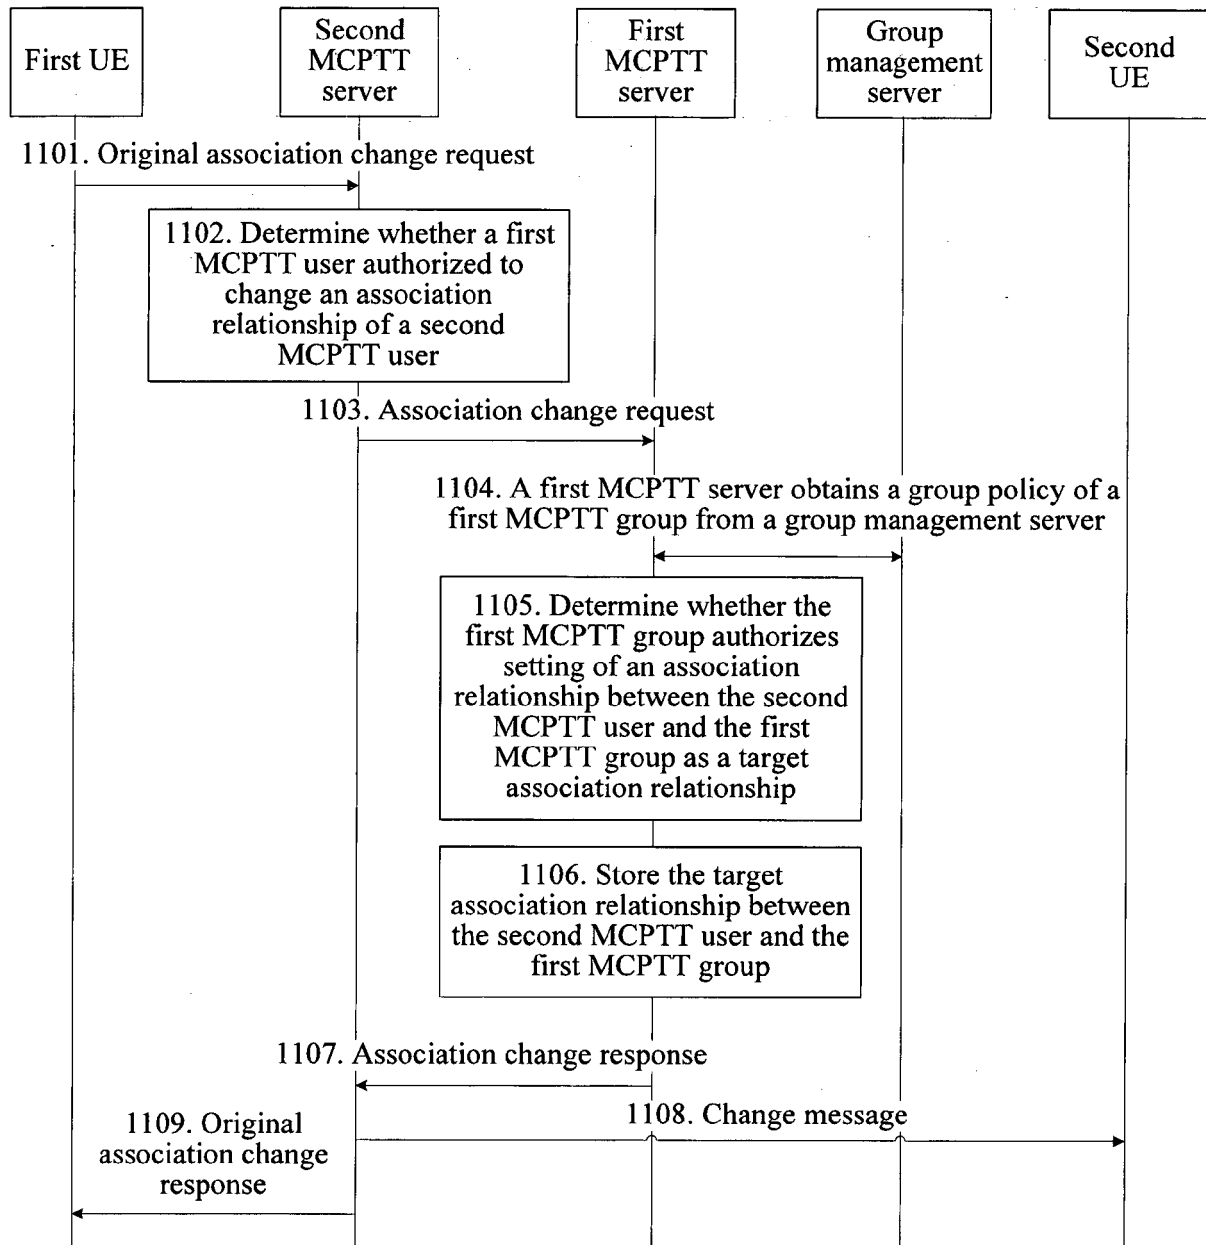 First UE
Second
MCPTT
server
First
MCPTT
server
Group
management
server
Second
UE
1101. Original association change request
1102. Determine whether a first
MCPTT user authorized to
change an association
relationship of a second
MCPTT user
1103. Association change request
1104. A first MCPTT server obtains a group policy of a
first MCPTT group from a group management server
1105. Determine whether the
first MCPTT group authorizes
setting of an association
relationship between the second
MCPTT user and the first
MCPTT group as a target
association relationship
1106. Store the target
association relationship between
the second MCPTT user and the
first MCPTT group
1107. Association change response
1108. Change message
1109. Original
association change
response